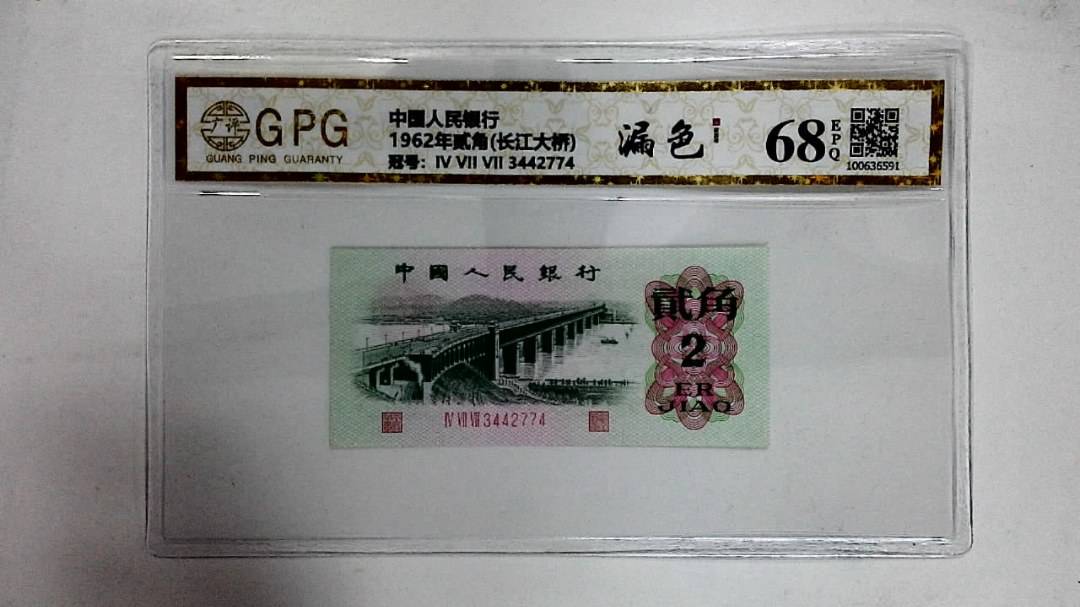 广评
GPG
GUANG PING GUARANTY
中国人民银行
1962年贰角(长江大桥)
冠号: IV VII VII 3442774
漏色
68
EPQ
100636591
中國人民銀行
貳角
2
ER
JIAO
IV VII VII 3442774